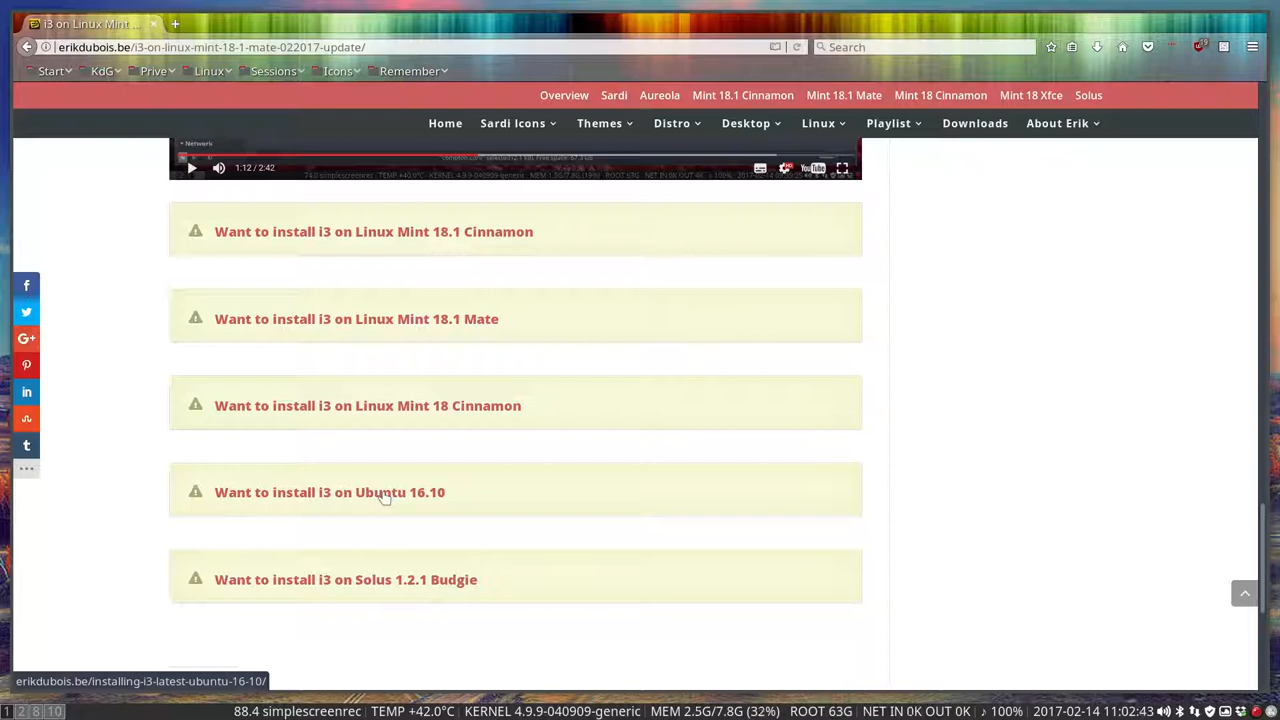 i3 on Linux Mint ...
erikdubois.be/i3-on-linux-mint-18-1-mate-022017-update/
Search
Start
KdG
Prive
Linux
Sessions
Icons
Remember
Overview Sardi Aureola Mint 18.1 Cinnamon Mint 18.1 Mate Mint 18 Cinnamon Mint 18 Xfce Solus
Home Sardi Icons Themes Distro Desktop Linux Playlist Downloads About Erik
Network
1:12 / 2:42
HD
YouTube
Want to install i3 on Linux Mint 18.1 Cinnamon
Want to install i3 on Linux Mint 18.1 Mate
Want to install i3 on Linux Mint 18 Cinnamon
Want to install i3 on Ubuntu 16.10
Want to install i3 on Solus 1.2.1 Budgie
erikdubois.be/installing-i3-latest-ubuntu-16-10/
1 2 8 10
88.4 simplescreenrec TEMP +42.0°C KERNEL 4.9.9-040909-generic MEM 2.5G/7.8G (32%) ROOT 63G NET IN 0K OUT 0K ♪ 100% 2017-02-14 11:02:43